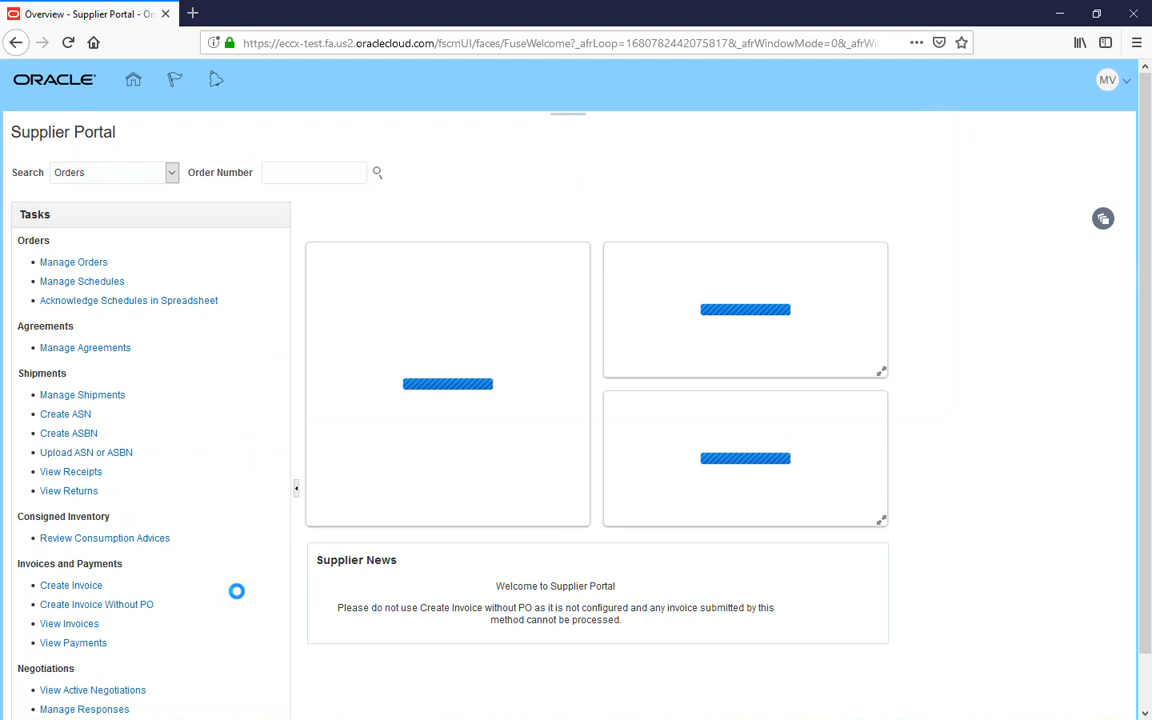 Overview - Supplier Portal - Or
https://eccx-test.fa.us2.oraclecloud.com/fscmUI/faces/FuseWelcome?_afrLoop=1680782442075817&_afrWindowMode=0&_afrWi
ORACLE
MV
Supplier Portal
Search Orders Order Number
Tasks
Orders
Manage Orders
Manage Schedules
Acknowledge Schedules in Spreadsheet
Agreements
Manage Agreements
Shipments
Manage Shipments
Create ASN
Create ASBN
Upload ASN or ASBN
View Receipts
View Returns
Consigned Inventory
Review Consumption Advices
Invoices and Payments
Create Invoice
Create Invoice Without PO
View Invoices
View Payments
Negotiations
View Active Negotiations
Manage Responses
Supplier News
Welcome to Supplier Portal
Please do not use Create Invoice without PO as it is not configured and any invoice submitted by this
method cannot be processed.